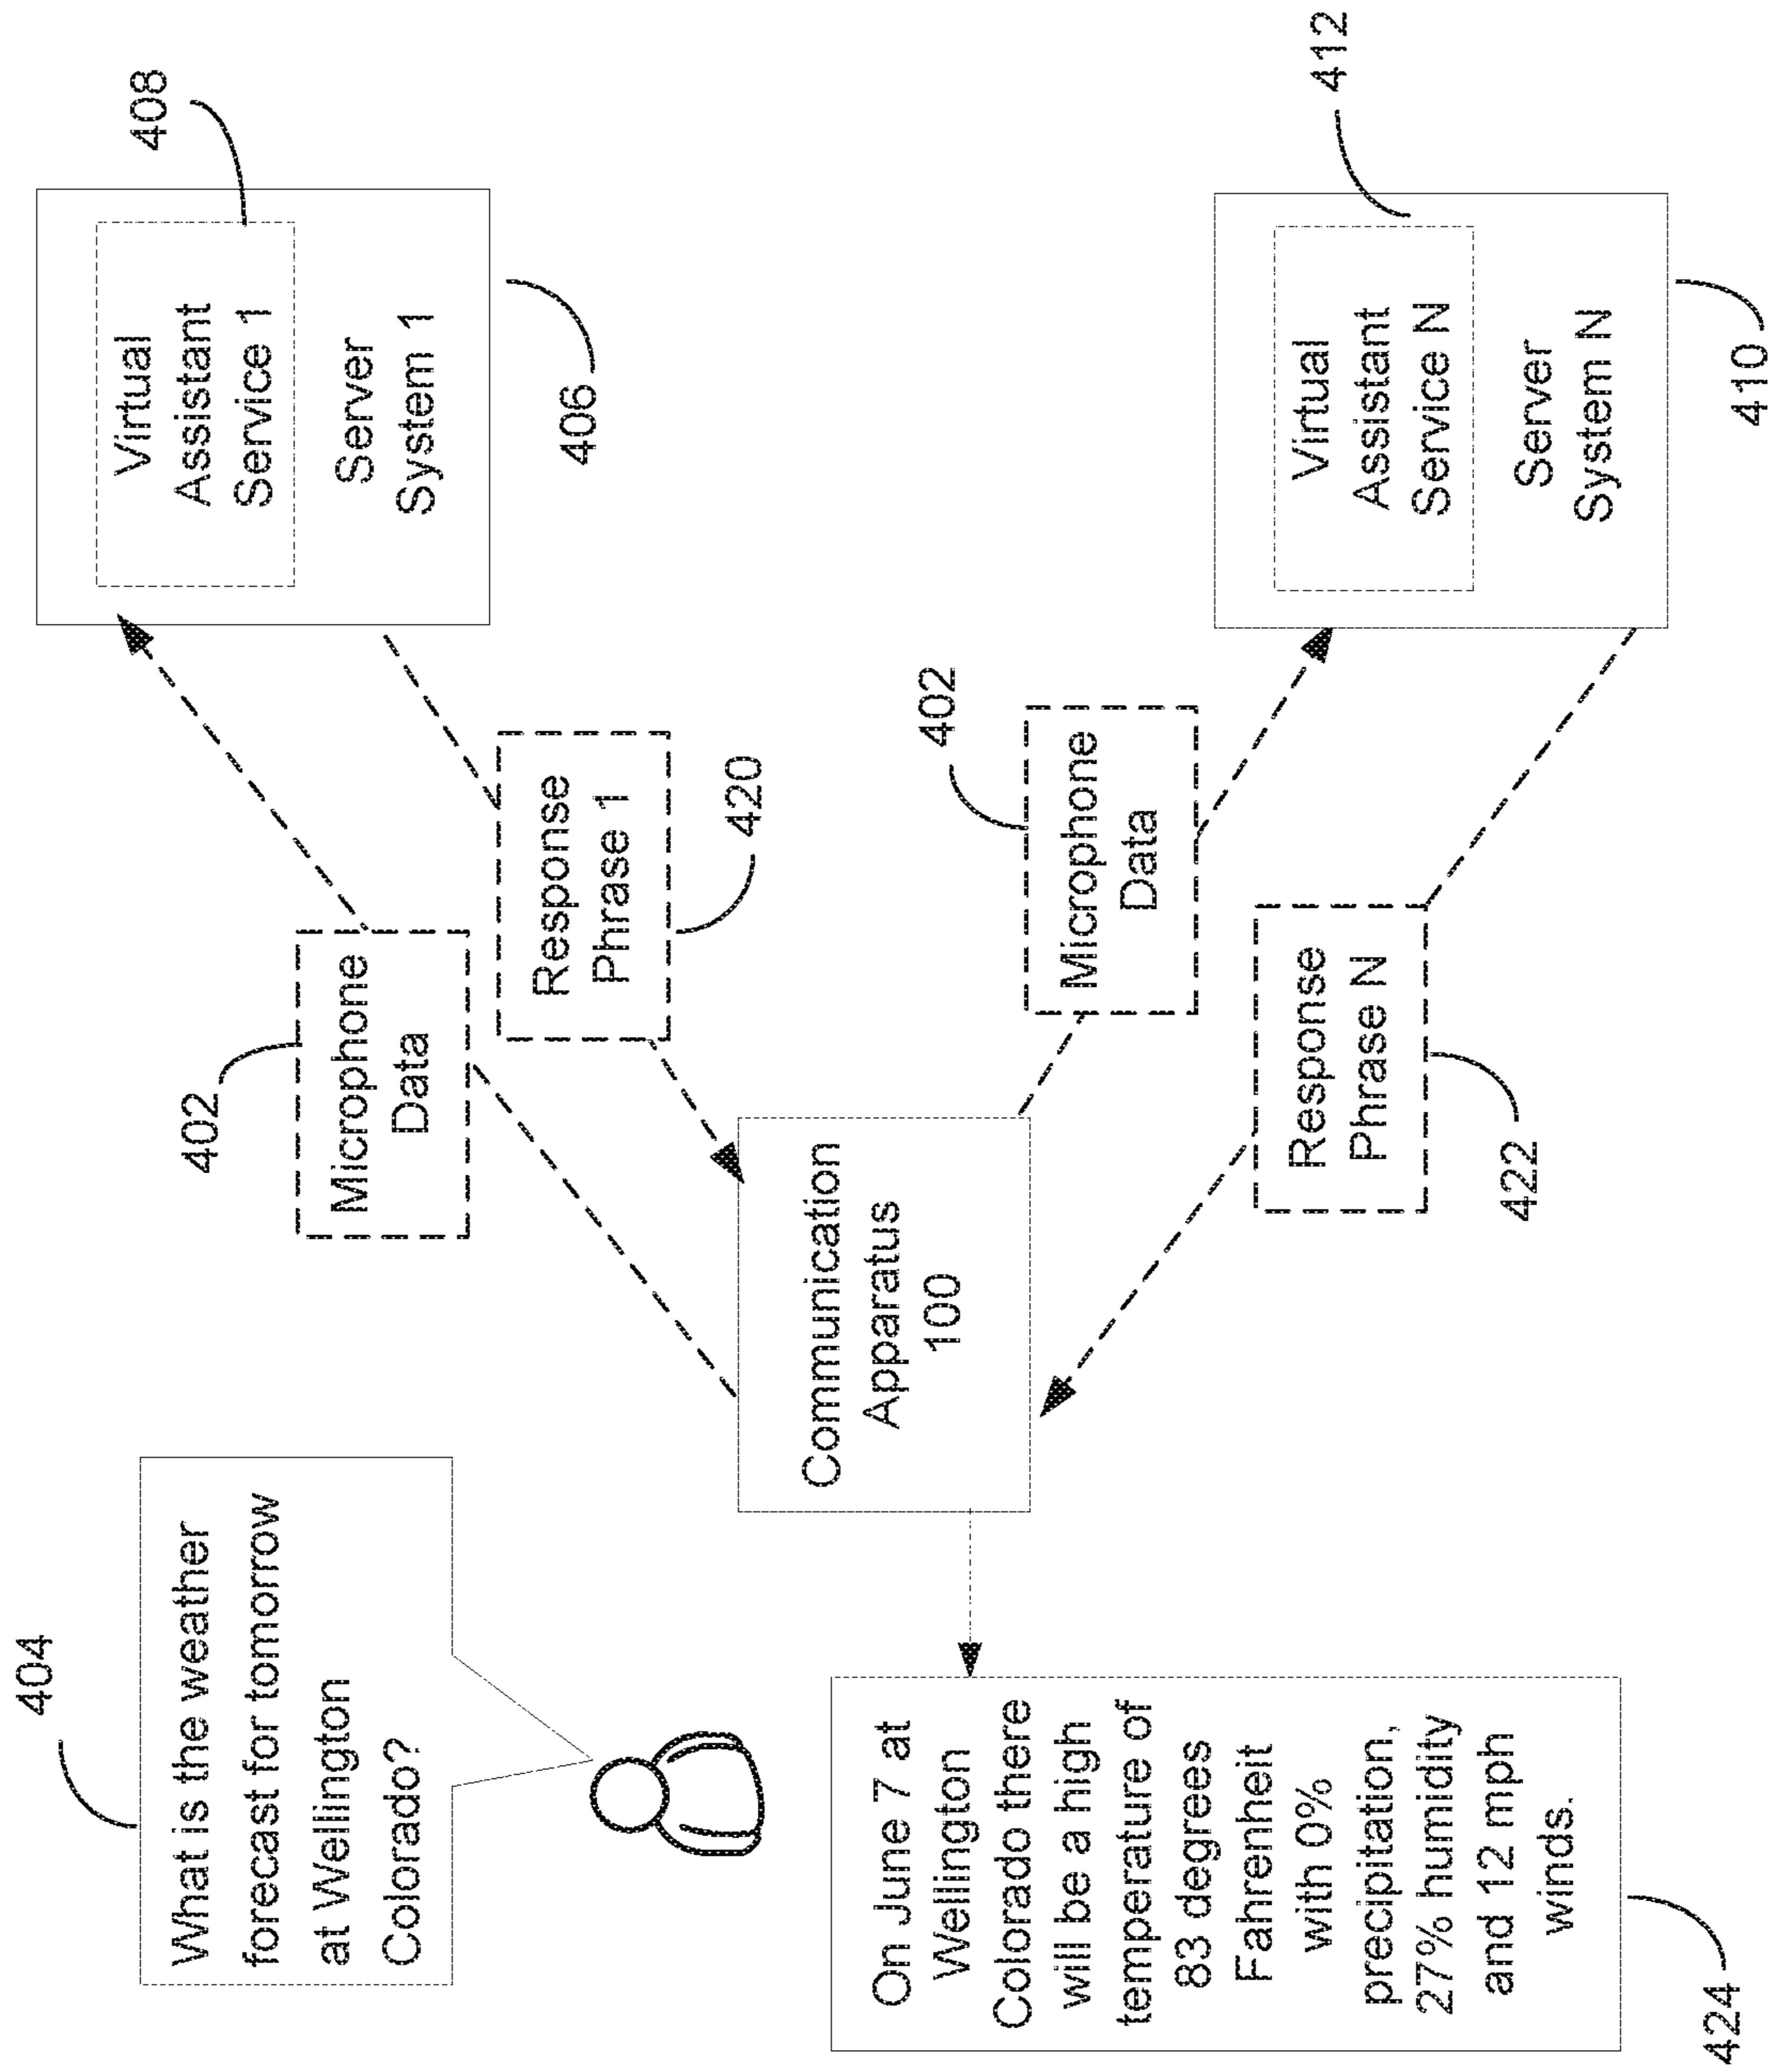 404
What is the weather
forecast for tomorrow
at Wellington
Colorado?
402
Microphone
Data
408
Virtual
Assistant
Service 1
Server
System 1
406
Response
Phrase 1
420
Communication
Apparatus
100
402
Microphone
Data
412
Virtual
Assistant
Service N
Server
System N
410
Response
Phrase N
422
On June 7 at
Wellington
Colorado there
will be a high
temperature of
83 degrees
Fahrenheit
with 0%
precipitation,
27% humidity
and 12 mph
winds.
424